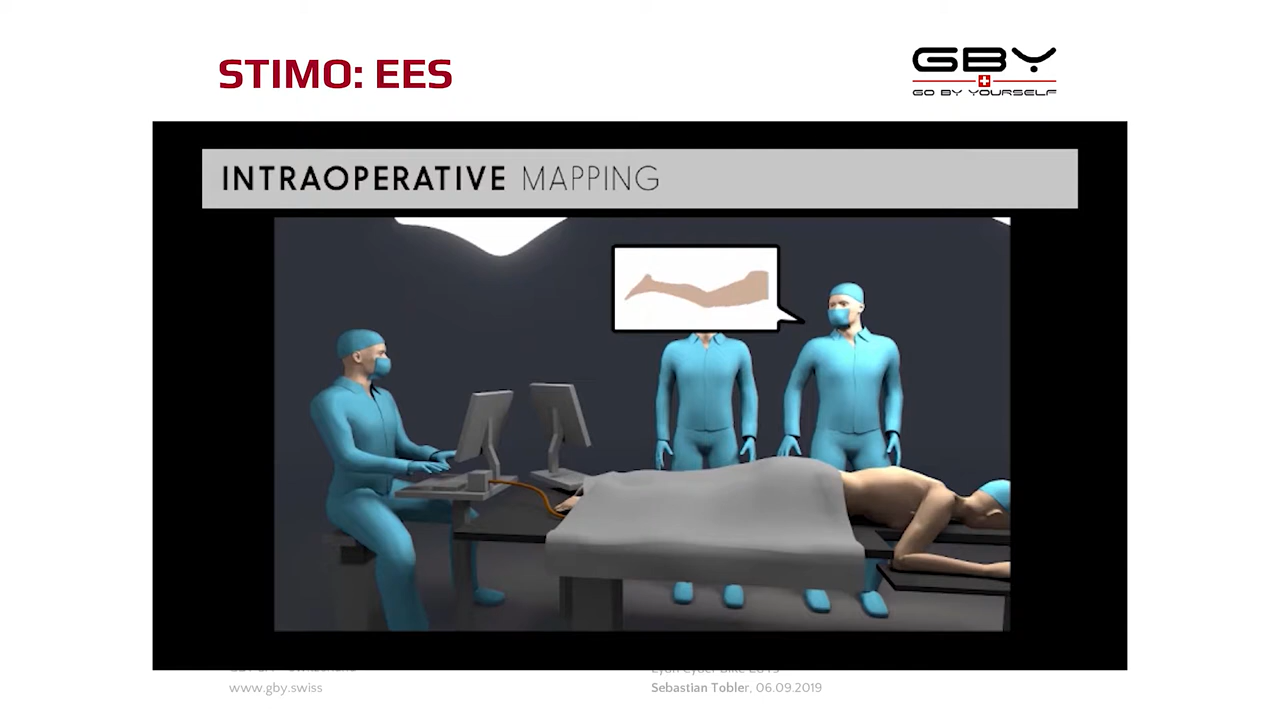 STIMO: EES
GBY
GO BY YOURSELF
INTRAOPERATIVE MAPPING
www.gby.swiss
Sebastian Tobler, 06.09.2019